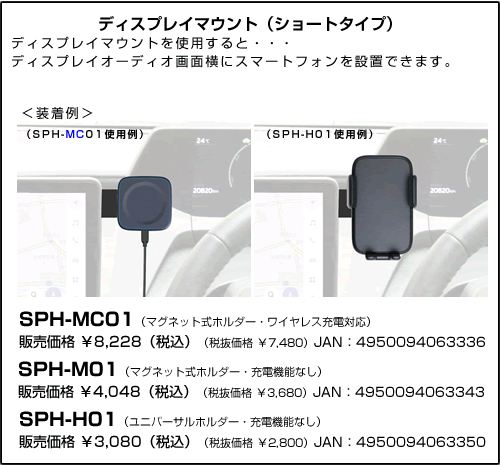 ディスプレイマウント（ショートタイプ）
ディスプレイマウントを使用すると・・・
ディスプレイオーディオ画面横にスマートフォンを設置できます。
＜装着例＞
（SPH-MC01使用例）
（SPH-H01使用例）
24℃
20820km
24℃
20820km
SPH-MC01（マグネット式ホルダー・ワイヤレス充電対応）
販売価格 ￥8,228（税込）（税抜価格 ￥7,480）JAN：4950094063336
SPH-M01（マグネット式ホルダー・充電機能なし）
販売価格 ￥4,048（税込）（税抜価格 ￥3,680）JAN：4950094063343
SPH-H01（ユニバーサルホルダー・充電機能なし）
販売価格 ￥3,080（税込）（税抜価格 ￥2,800）JAN：4950094063350